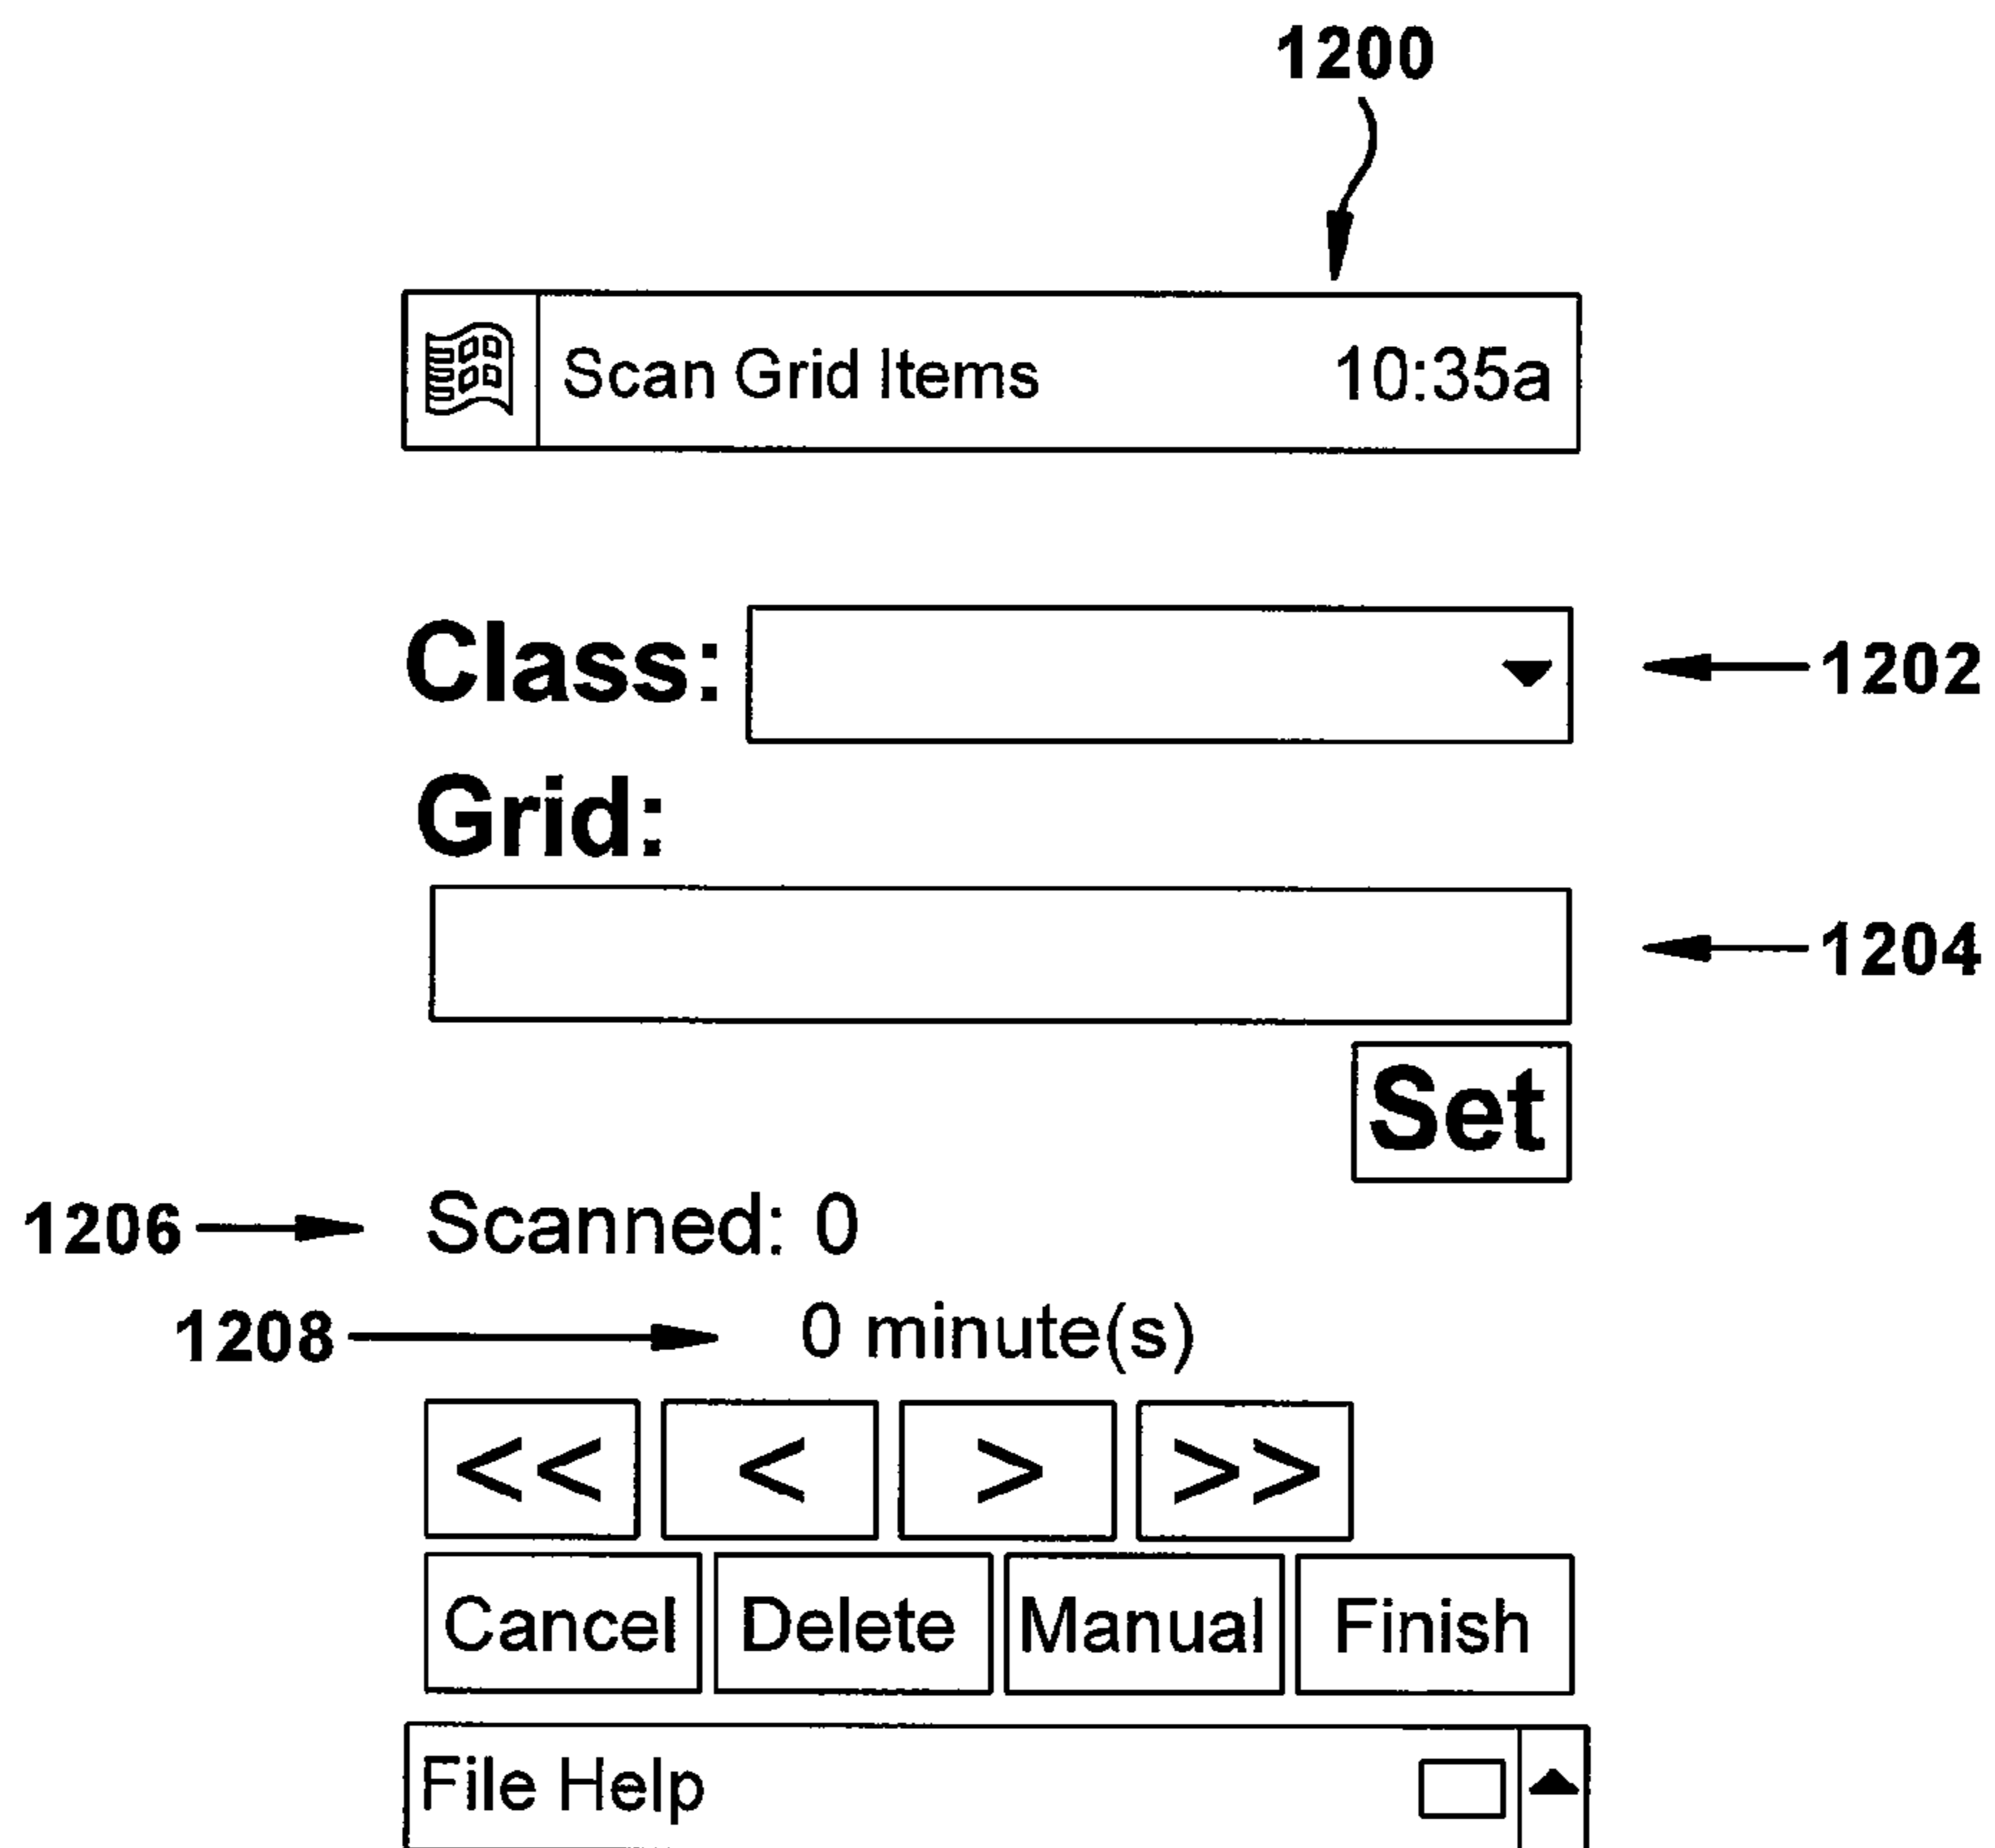 1200
Scan Grid Items 10:35a
Class: 1202
Grid:
1204
Set
1206 Scanned: 0
1208 0 minute(s)
<< < > >>
Cancel Delete Manual Finish
File Help